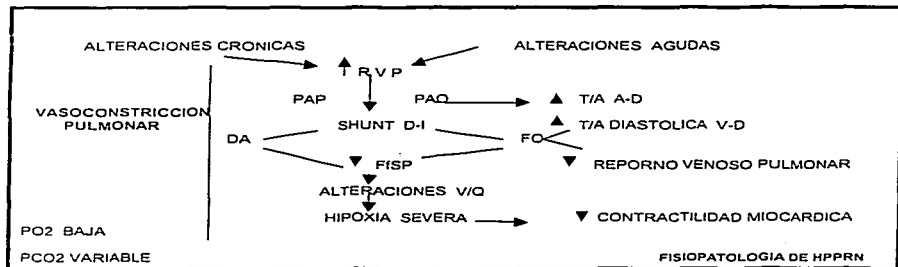 ALTERACIONES CRONICAS ALTERACIONES AGUDAS
R V P
PAP PAO T/A A-D
VASOCONSTRICCION
PULMONAR
SHUNT D-I
T/A DIASTOLICA V-D
DA FO
FfSP REPORNO VENOSO PULMONAR
ALTERACIONES V/Q
HIPOXIA SEVERA CONTRACTILIDAD MIOCARDICA
PO2 BAJA
PCO2 VARIABLE FISIOPATOLOGIA DE HPPRN